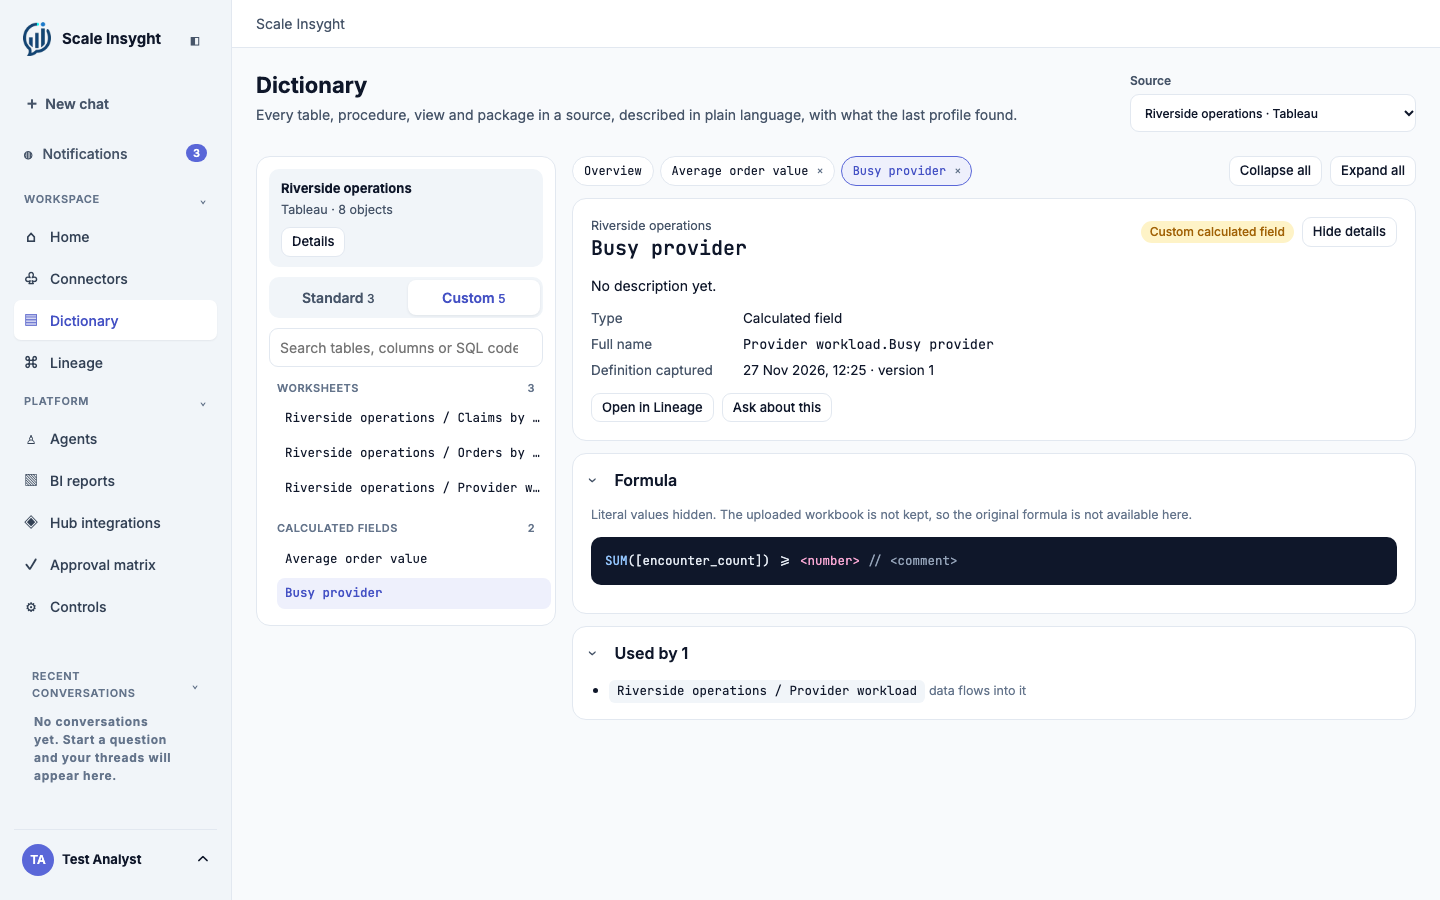 Scale Insyght
Scale Insyght
+ New chat
Notifications 3
WORKSPACE
Home
Connectors
Dictionary
Lineage
PLATFORM
Agents
BI reports
Hub integrations
Approval matrix
Controls
RECENT
CONVERSATIONS
No conversations
yet. Start a question
and your threads will
appear here.
TA Test Analyst
Dictionary
Every table, procedure, view and package in a source, described in plain language, with what the last profile found.
Source
Riverside operations · Tableau
Riverside operations
Tableau · 8 objects
Details
Standard 3 Custom 5
Search tables, columns or SQL code
WORKSHEETS 3
Riverside operations / Claims by …
Riverside operations / Orders by …
Riverside operations / Provider w…
CALCULATED FIELDS 2
Average order value
Busy provider
Overview Average order value × Busy provider × Collapse all Expand all
Riverside operations
Busy provider
Custom calculated field Hide details
No description yet.
Type Calculated field
Full name Provider workload.Busy provider
Definition captured 27 Nov 2026, 12:25 · version 1
Open in Lineage Ask about this
Formula
Literal values hidden. The uploaded workbook is not kept, so the original formula is not available here.
SUM([encounter_count]) >= <number> // <comment>
Used by 1
• Riverside operations / Provider workload data flows into it